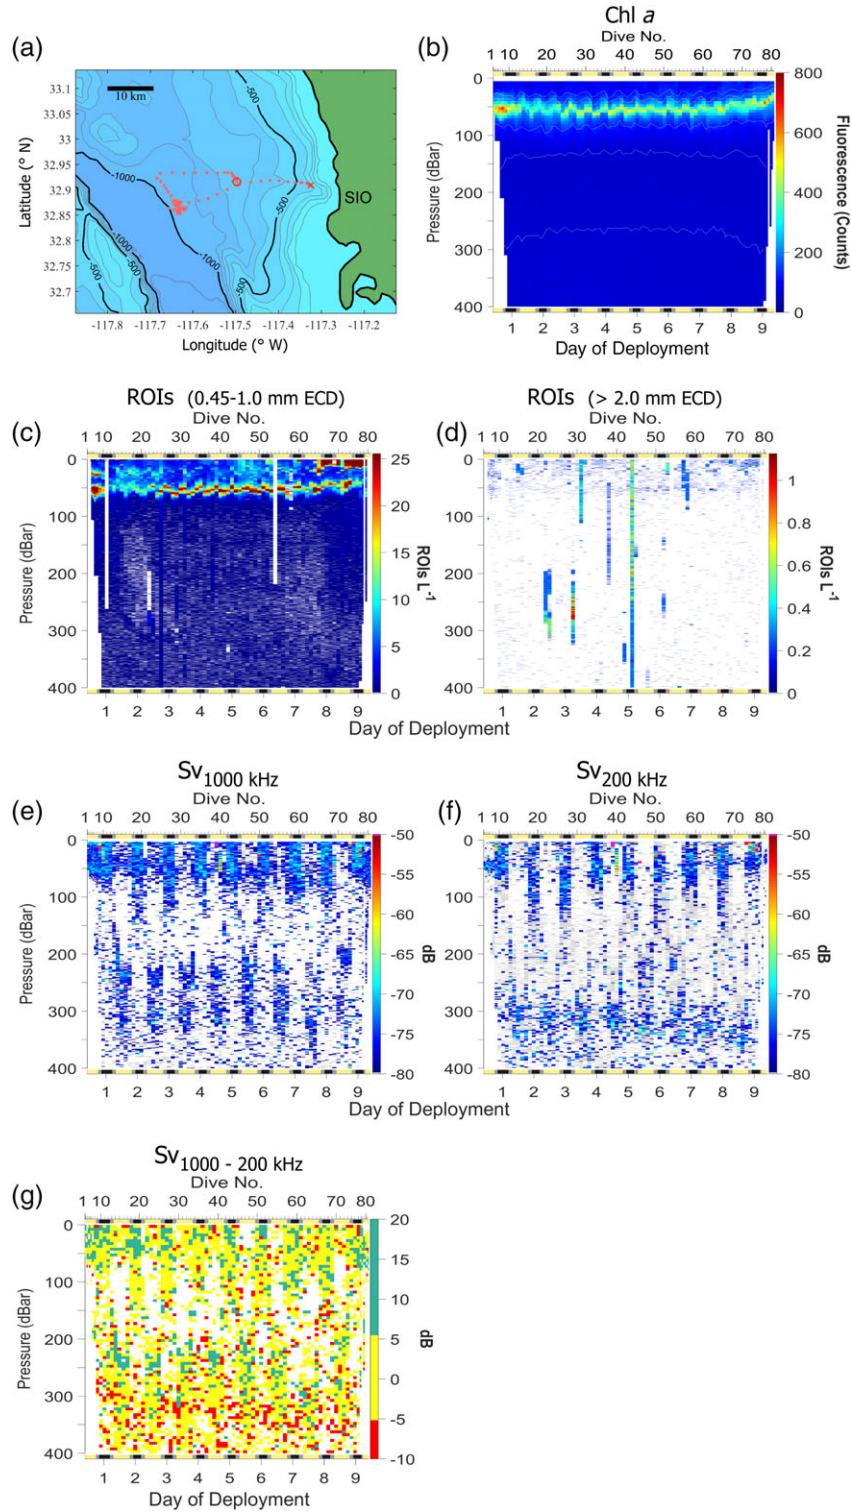 (a)
33.1
33.05
33
32.95
32.9
32.85
32.8
32.75
32.7
Latitude (° N)
10 km
-500
-1000
-500
SIO
-1000
-1000
-500
-500
-117.8 -117.7 -117.6 -117.5 -117.4 -117.3 -117.2
Longitude (° W)
Chl a
(b)
Dive No.
1 10 20 30 40 50 60 70 80
0
100
200
300
400
Pressure (dBar)
1 2 3 4 5 6 7 8 9
Day of Deployment
800
600
400
200
0
Fluorescence (Counts)
ROIs (0.45-1.0 mm ECD)
(c)
Dive No.
1 10 20 30 40 50 60 70 80
0
100
200
300
400
Pressure (dBar)
1 2 3 4 5 6 7 8 9
25
20
15
10
5
0
ROIs L-1
ROIs (> 2.0 mm ECD)
(d)
Dive No.
1 10 20 30 40 50 60 70 80
0
100
200
300
400
1 2 3 4 5 6 7 8 9
1
0.8
0.6
0.4
0.2
0
ROIs L-1
Day of Deployment
Sv1000 kHz
(e)
Dive No.
1 10 20 30 40 50 60 70 80
0
100
200
300
400
Pressure (dBar)
1 2 3 4 5 6 7 8 9
-50
-55
-60
-65
-70
-75
-80
dB
Sv200 kHz
(f)
Dive No.
1 10 20 30 40 50 60 70 80
0
100
200
300
400
1 2 3 4 5 6 7 8 9
-50
-55
-60
-65
-70
-75
-80
dB
Day of Deployment
Sv1000 - 200 kHz
(g)
Dive No.
1 10 20 30 40 50 60 70 80
0
100
200
300
400
Pressure (dBar)
1 2 3 4 5 6 7 8 9
Day of Deployment
20
15
10
5
0
-5
-10
dB